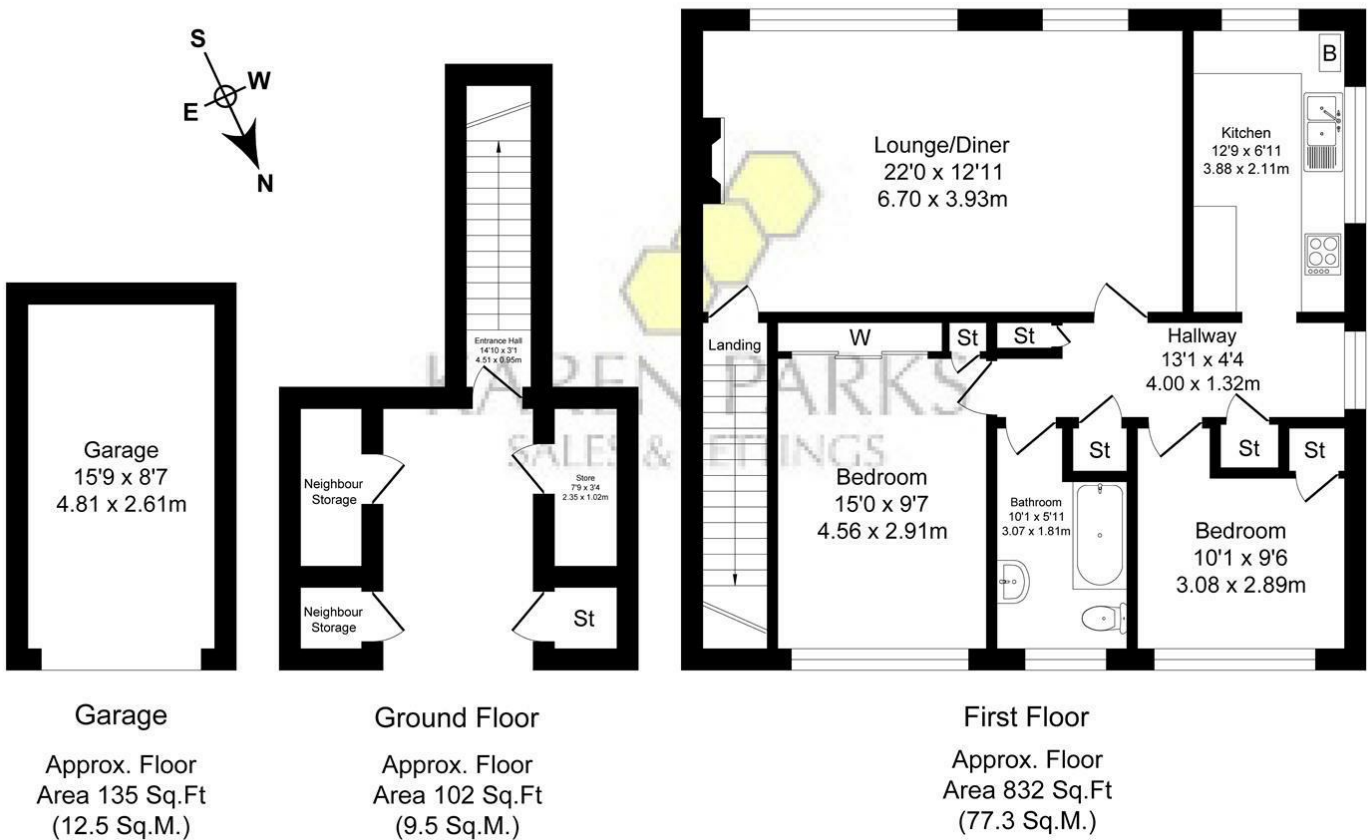 S
W
E
N
Garage
15'9 x 8'7
4.81 x 2.61m
Garage
Approx. Floor
Area 135 Sq.Ft
(12.5 Sq.M.)
Entrance Hall
14'10 x 3'1
4.51 x 0.95m
Neighbour
Storage
Store
7'9 x 3'4
2.35 x 1.02m
Neighbour
Storage
St
Ground Floor
Approx. Floor
Area 102 Sq.Ft
(9.5 Sq.M.)
KAREN PARKS
SALES & LETTINGS
Lounge/Diner
22'0 x 12'11
6.70 x 3.93m
B
Kitchen
12'9 x 6'11
3.88 x 2.11m
Landing
W
St
St
Hallway
13'1 x 4'4
4.00 x 1.32m
St
St
St
Bedroom
15'0 x 9'7
4.56 x 2.91m
Bathroom
10'1 x 5'11
3.07 x 1.81m
Bedroom
10'1 x 9'6
3.08 x 2.89m
First Floor
Approx. Floor
Area 832 Sq.Ft
(77.3 Sq.M.)